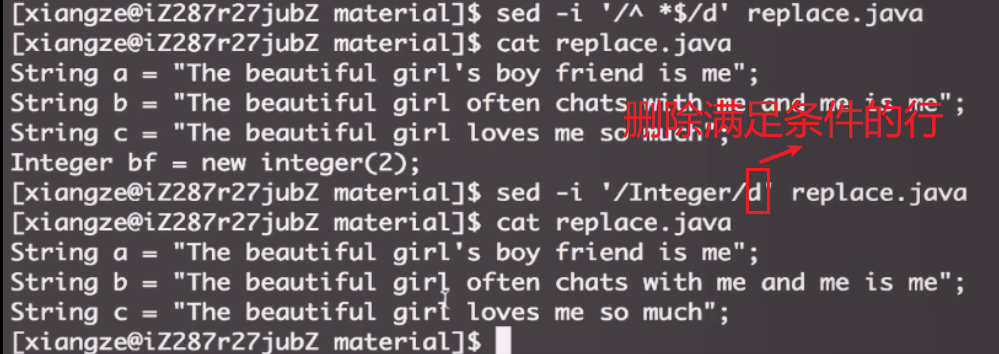 [xiangze@iZ287r27jubZ material]$ sed -i '/^ *$/d' replace.java
[xiangze@iZ287r27jubZ material]$ cat replace.java
String a = "The beautiful girl's boy friend is me";
String b = "The beautiful girl often chats with me and me is me";
String c = "The beautiful girl loves me so much";
删除满足条件的行
Integer bf = new integer(2);
[xiangze@iZ287r27jubZ material]$ sed -i '/Integer/d' replace.java
[xiangze@iZ287r27jubZ material]$ cat replace.java
String a = "The beautiful girl's boy friend is me";
String b = "The beautiful girl often chats with me and me is me";
String c = "The beautiful girl loves me so much";
[xiangze@iZ287r27jubZ material]$